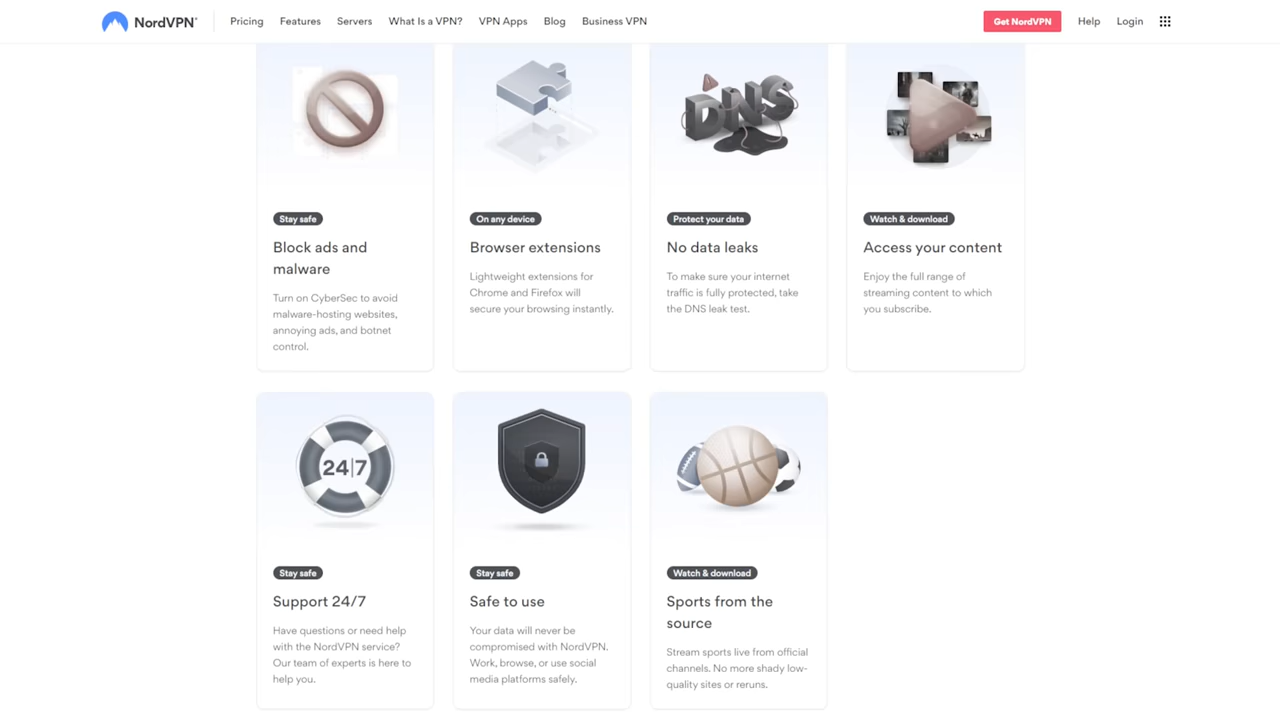 NordVPN® Pricing Features Servers What Is a VPN? VPN Apps Blog Business VPN Get NordVPN Help Login
DNS
Stay safe
Block ads and
malware
Turn on CyberSec to avoid
malware-hosting websites,
annoying ads, and botnet
control.
On any device
Browser extensions
Lightweight extensions for
Chrome and Firefox will
secure your browsing instantly.
Protect your data
No data leaks
To make sure your internet
traffic is fully protected, take
the DNS leak test.
Watch & download
Access your content
Enjoy the full range of
streaming content to which
you subscribe.
24|7
Stay safe
Support 24/7
Have questions or need help
with the NordVPN service?
Our team of experts is here to
help you.
Stay safe
Safe to use
Your data will never be
compromised with NordVPN.
Work, browse, or use social
media platforms safely.
Watch & download
Sports from the
source
Stream sports live from official
channels. No more shady low-
quality sites or reruns.